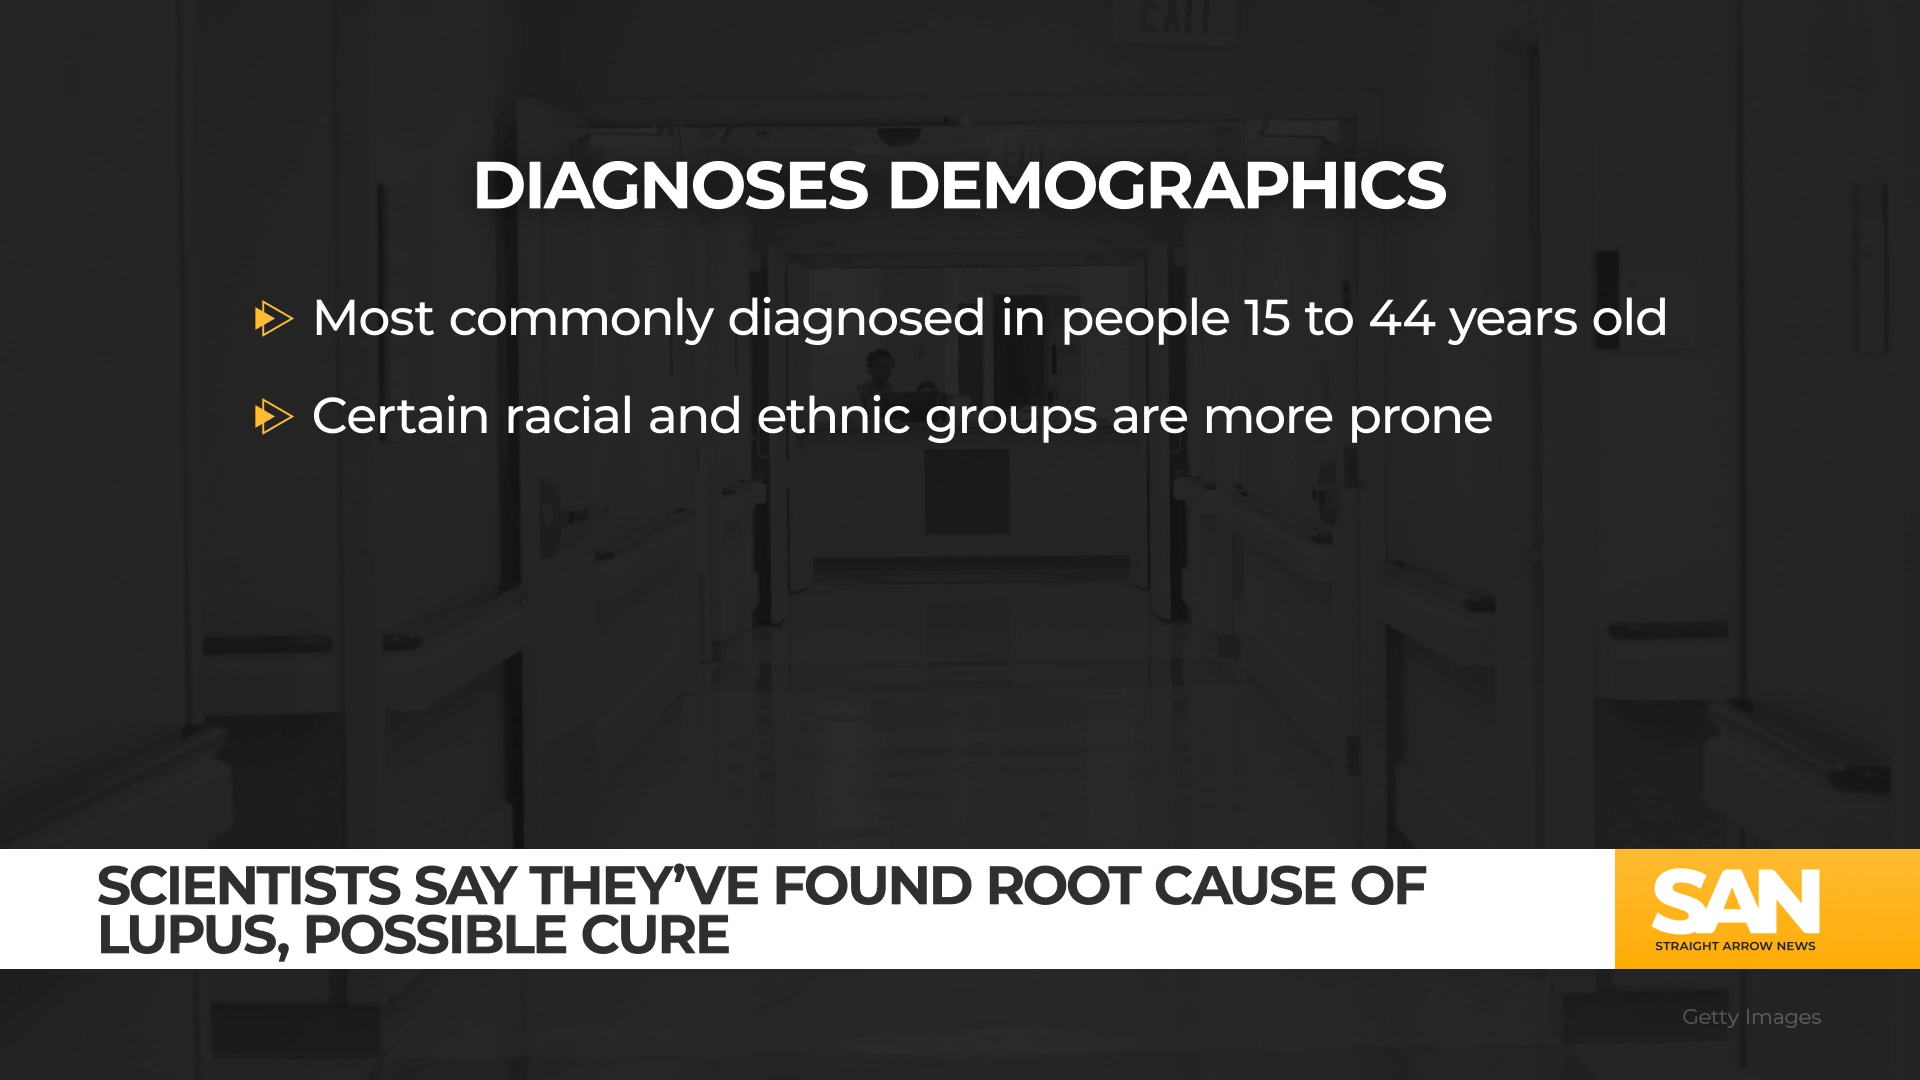 EXIT
DIAGNOSES DEMOGRAPHICS
Most commonly diagnosed in people 15 to 44 years old
Certain racial and ethnic groups are more prone
SCIENTISTS SAY THEY’VE FOUND ROOT CAUSE OF
LUPUS, POSSIBLE CURE
SAN
STRAIGHT ARROW NEWS
Getty Images